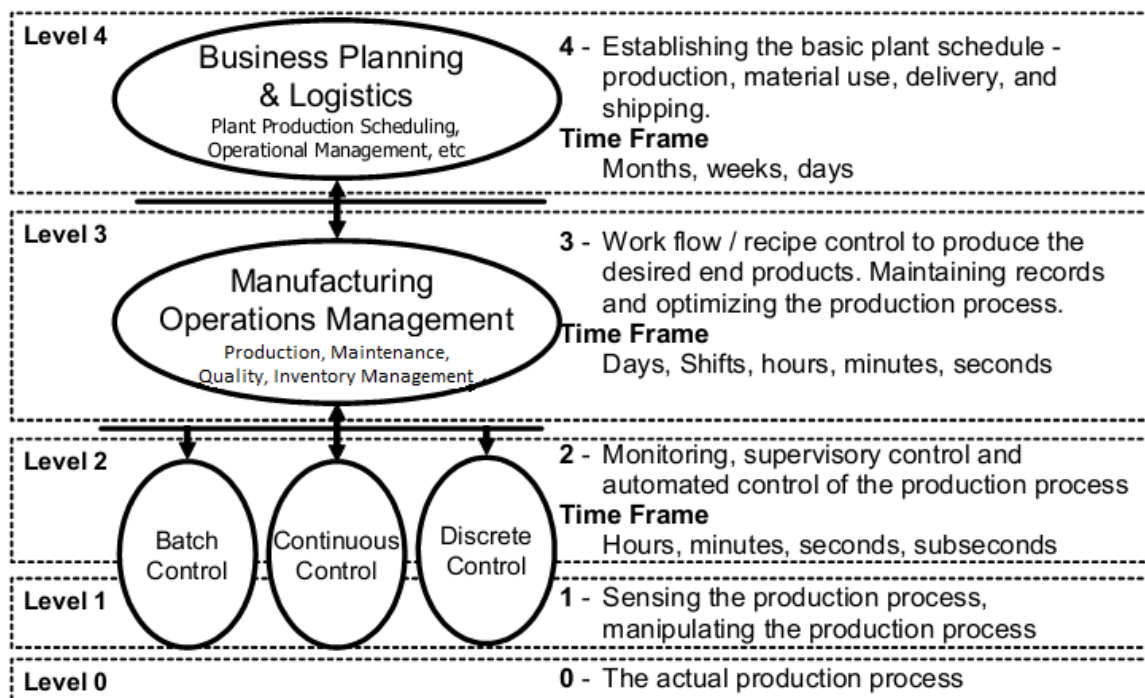 Level 4
Business Planning
& Logistics
Plant Production Scheduling,
Operational Management, etc
4 - Establishing the basic plant schedule -
production, material use, delivery, and
shipping.
Time Frame
Months, weeks, days
Level 3
Manufacturing
Operations Management
Production, Maintenance,
Quality, Inventory Management
3 - Work flow / recipe control to produce the
desired end products. Maintaining records
and optimizing the production process.
Time Frame
Days, Shifts, hours, minutes, seconds
Level 2
Batch
Control
Continuous
Control
Discrete
Control
2 - Monitoring, supervisory control and
automated control of the production process
Time Frame
Hours, minutes, seconds, subseconds
Level 1
1 - Sensing the production process,
manipulating the production process
Level 0
0 - The actual production process